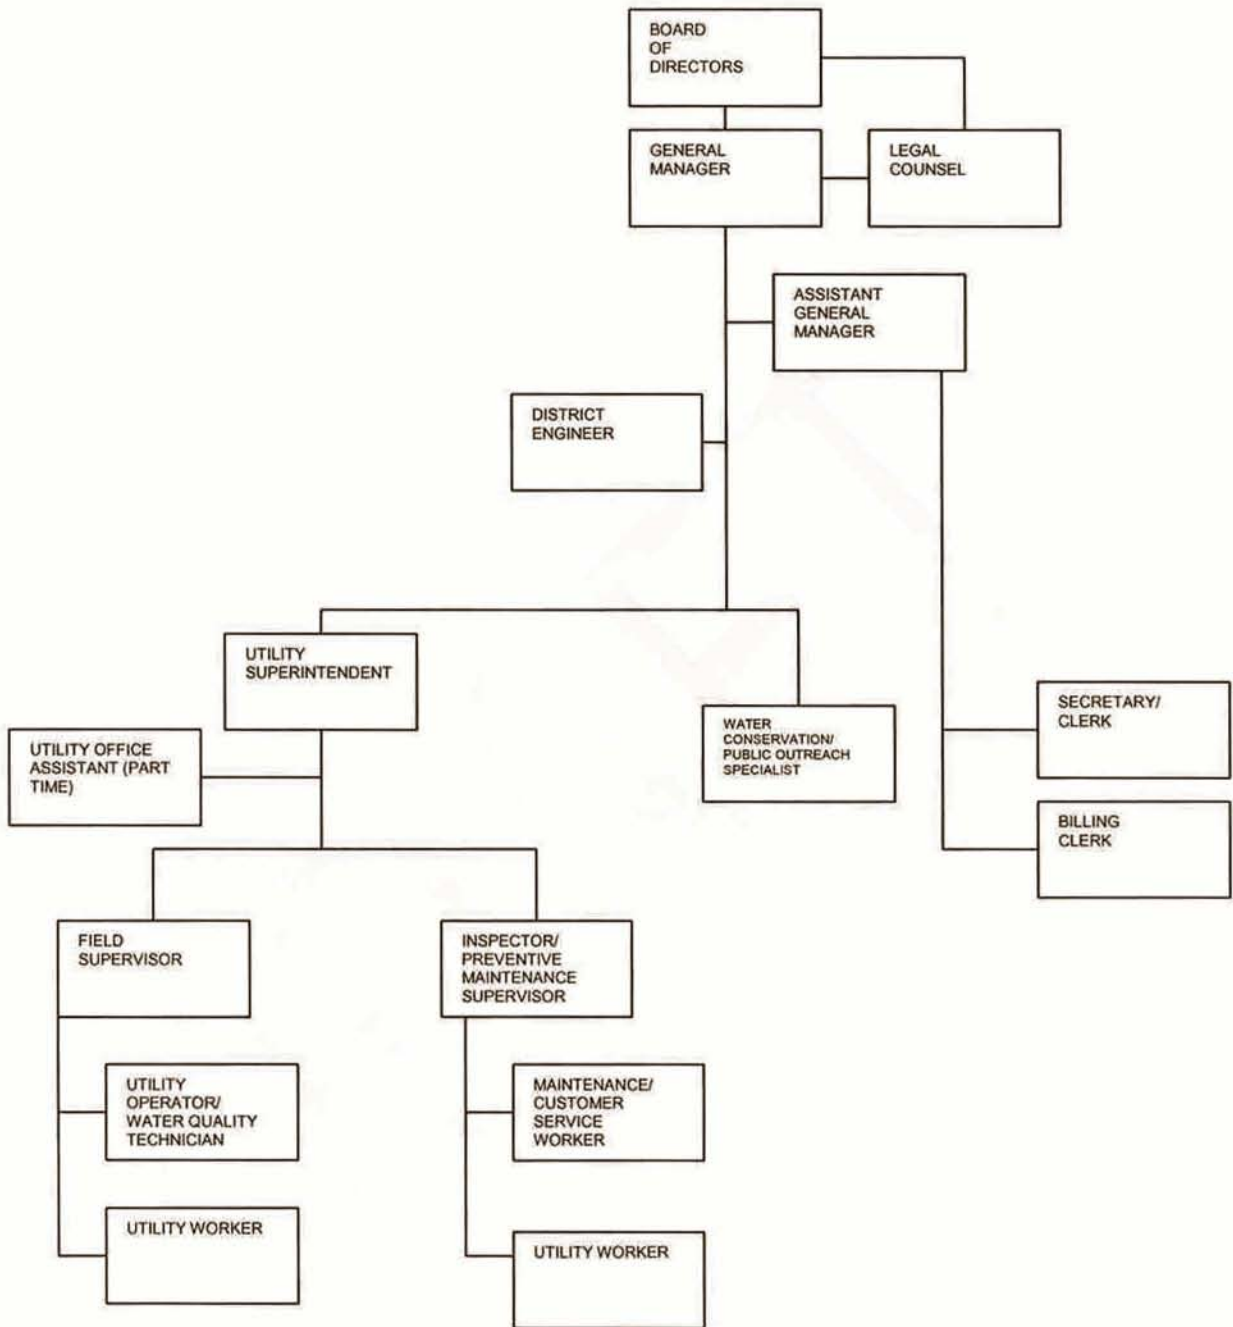 BOARD
OF
DIRECTORS
GENERAL
MANAGER
LEGAL
COUNSEL
ASSISTANT
GENERAL
MANAGER
DISTRICT
ENGINEER
UTILITY
SUPERINTENDENT
WATER
CONSERVATION/
PUBLIC OUTREACH
SPECIALIST
SECRETARY/
CLERK
UTILITY OFFICE
ASSISTANT (PART
TIME)
BILLING
CLERK
FIELD
SUPERVISOR
INSPECTOR/
PREVENTIVE
MAINTENANCE
SUPERVISOR
UTILITY
OPERATOR/
WATER QUALITY
TECHNICIAN
MAINTENANCE/
CUSTOMER
SERVICE
WORKER
UTILITY WORKER
UTILITY WORKER